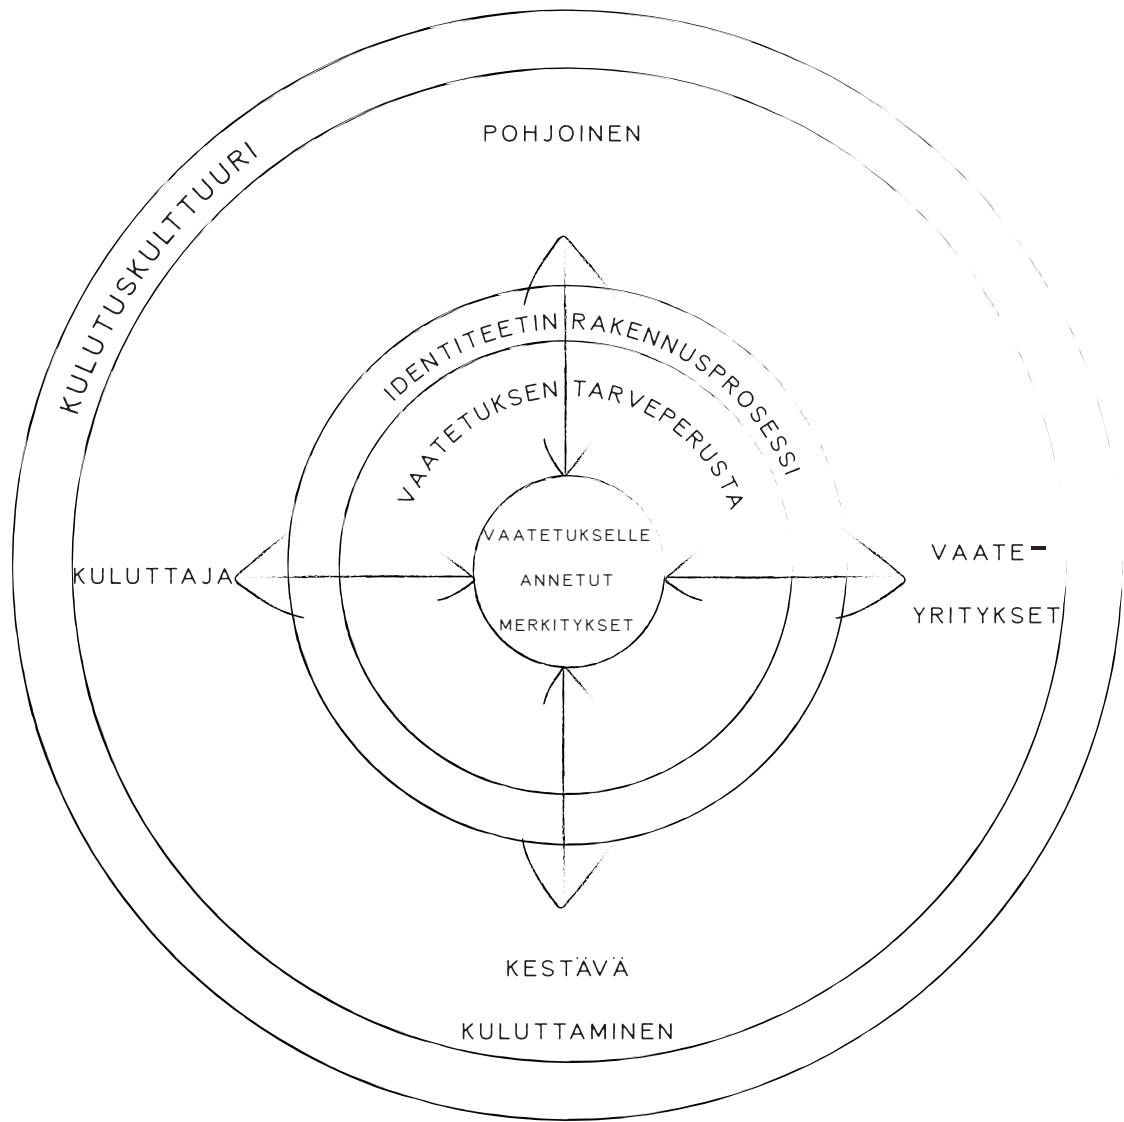 POHJOINEN
KULUTUSKULTTUURI
IDENTITEETIN RAKENNUSPROSESSI
VAATETUKSEN TARVEPERUSTA
VAATETUKSELLE
ANNETUT
MERKITYKSET
KULUTTAJA
VAATE-
YRITYKSET
KESTÄVÄ
KULUTTAMINEN